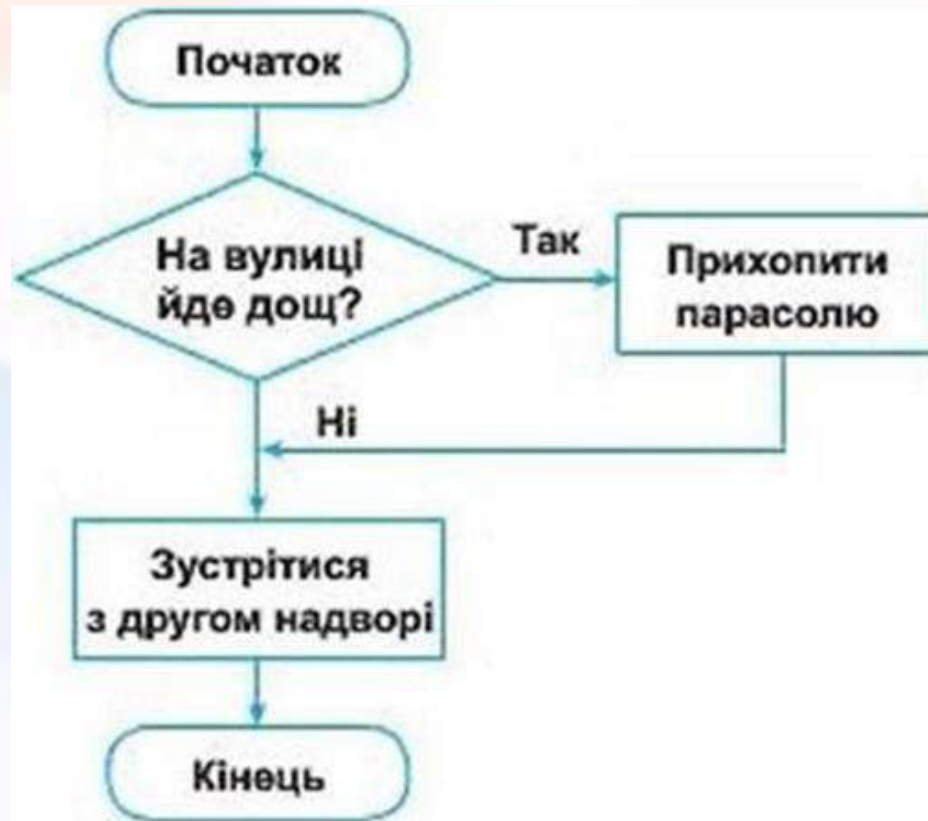 Початок
На вулиці
йде дощ?
Так
Прихопити
парасолю
Ні
Зустрітися
з другом надворі
Кінець